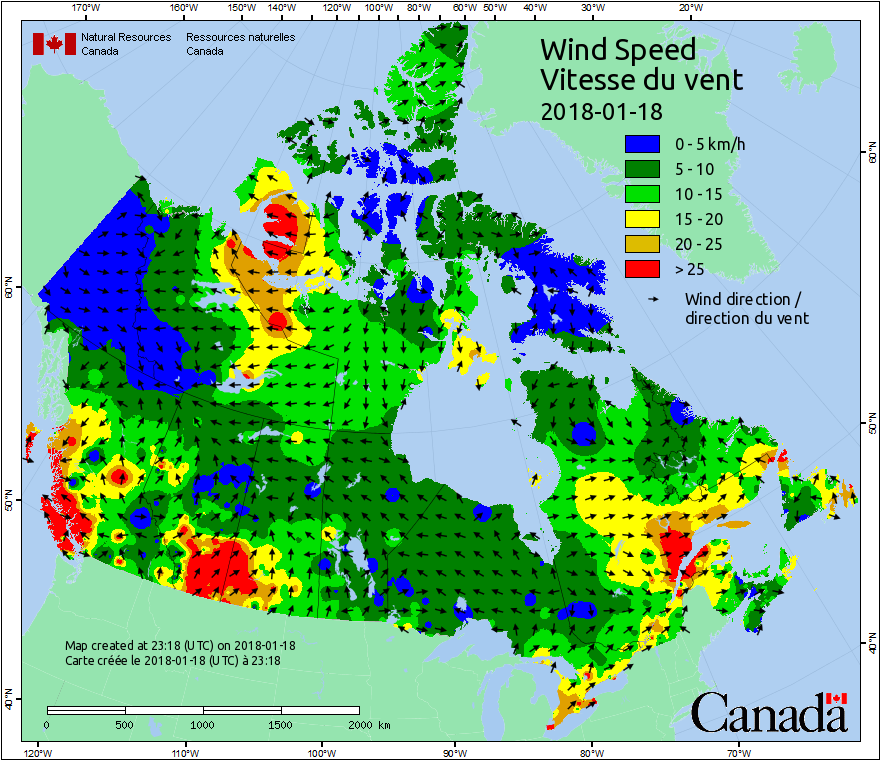 170°W 160°W 150°W 140°W 120°W 100°W 80°W 60°W 50°W 40°W 30°W 20°W
Natural Resources Ressources naturelles
Canada Canada
Wind Speed
Vitesse du vent
2018-01-18
0 - 5 km/h
5 - 10
10 - 15
15 - 20
20 - 25
> 25
Wind direction /
direction du vent
60°N
60°N
50°N
50°N
40°N
40°N
Map created at 23:18 (UTC) on 2018-01-18
Carte créée le 2018-01-18 (UTC) à 23:18
0 500 1000 1500 2000 km
Canada
120°W 110°W 100°W 90°W 80°W 70°W